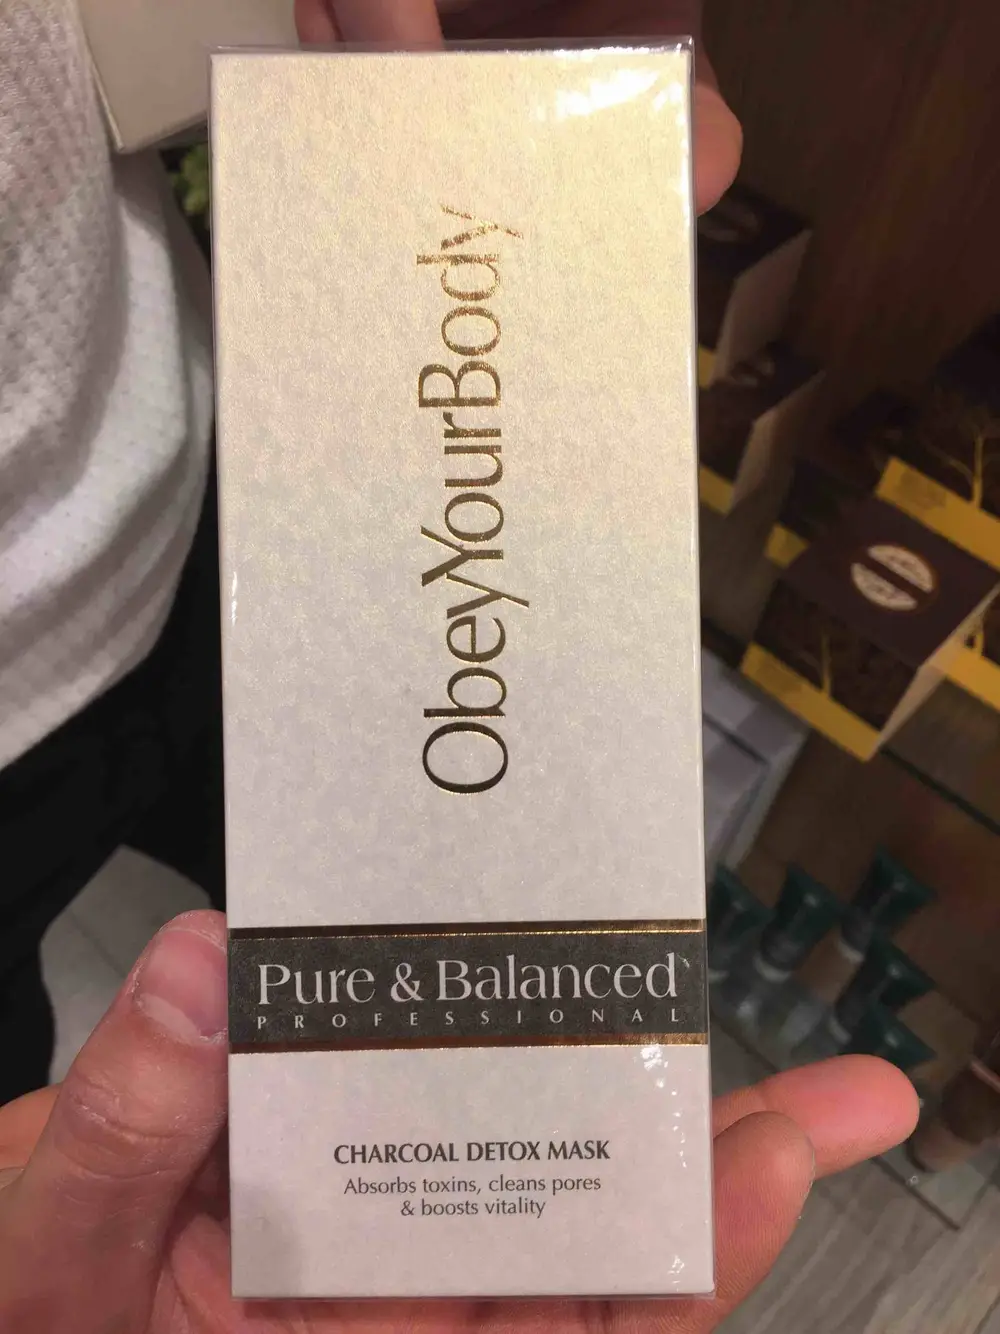 ObeyYourBody
Pure & Balanced
PROFESSIONAL
CHARCOAL DETOX MASK
Absorbs toxins, cleans pores
& boosts vitality